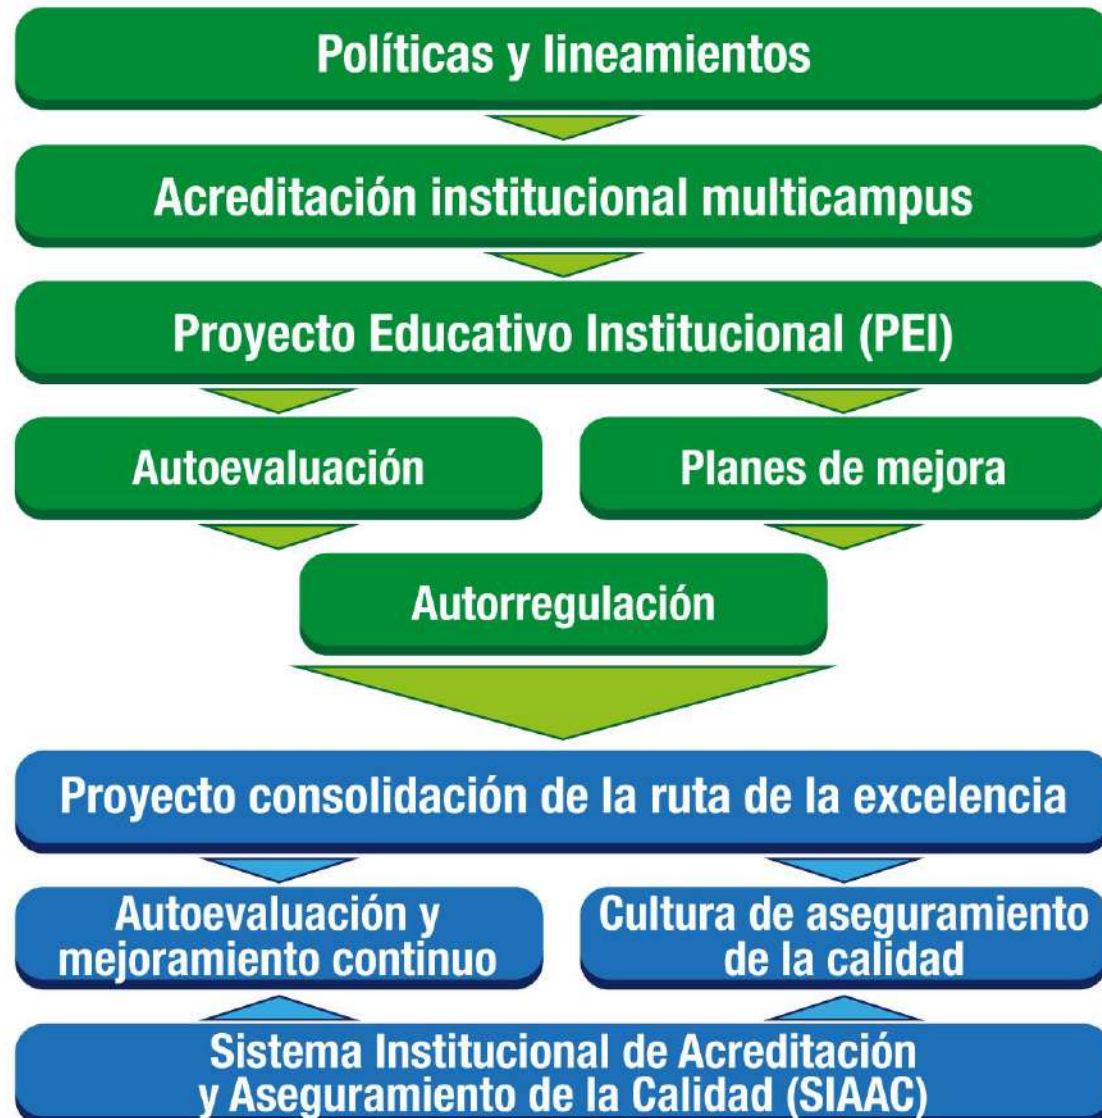 Políticas y lineamientos
Acreditación institucional multicampus
Proyecto Educativo Institucional (PEI)
Autoevaluación
Planes de mejora
Autorregulación
Proyecto consolidación de la ruta de la excelencia
Autoevaluación y
mejoramiento continuo
Cultura de aseguramiento
de la calidad
Sistema Institucional de Acreditación
y Aseguramiento de la Calidad (SIAAC)